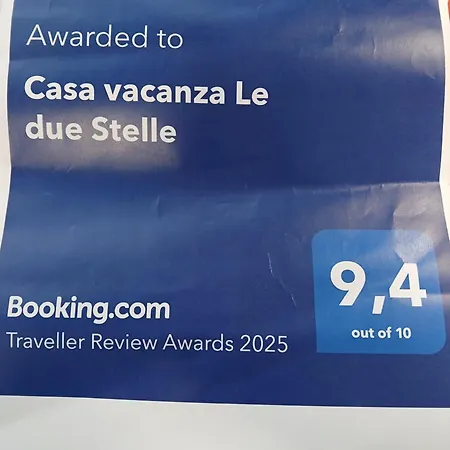 Awarded to
Casa vacanza Le
due Stelle
9,4
out of 10
Booking.com
Traveller Review Awards 2025